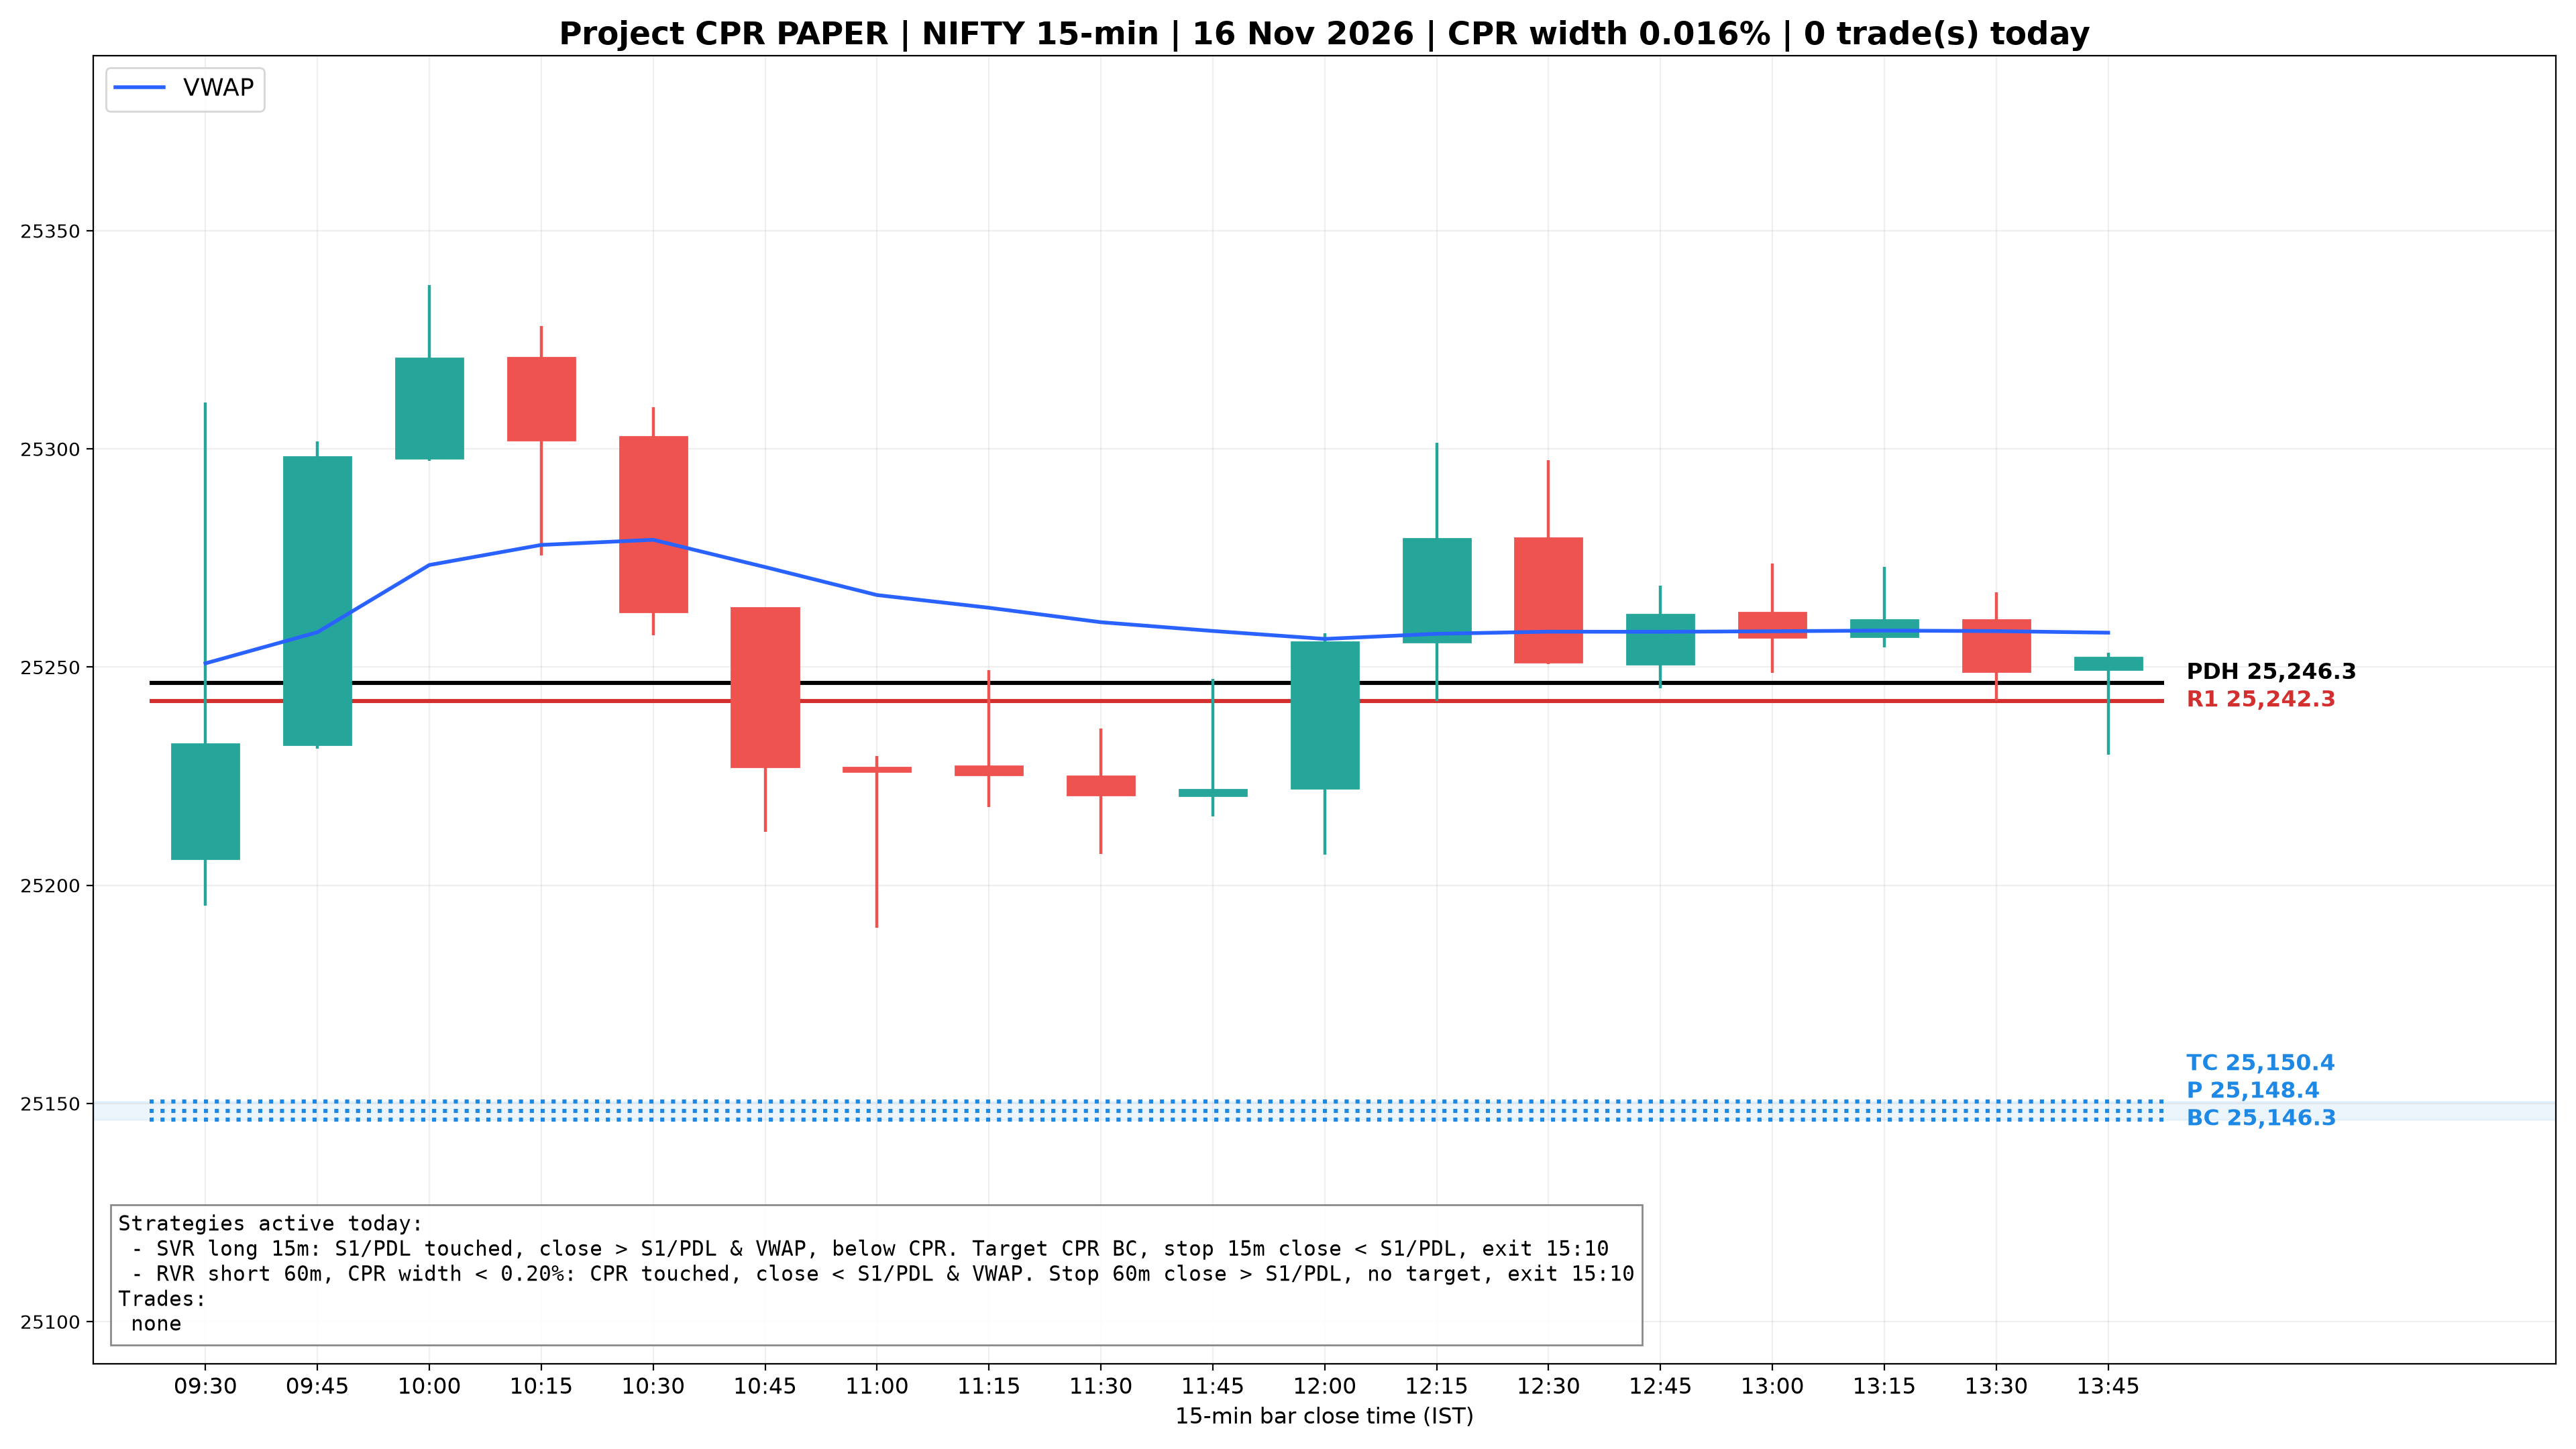 Project CPR PAPER | NIFTY 15-min | 16 Nov 2026 | CPR width 0.016% | 0 trade(s) today
VWAP
25350
25300
25250
25200
25150
25100
PDH 25,246.3
R1 25,242.3
TC 25,150.4
P 25,148.4
BC 25,146.3
Strategies active today:
- SVR long 15m: S1/PDL touched, close > S1/PDL & VWAP, below CPR. Target CPR BC, stop 15m close < S1/PDL, exit 15:10
- RVR short 60m, CPR width < 0.20%: CPR touched, close < S1/PDL & VWAP. Stop 60m close > S1/PDL, no target, exit 15:10
Trades:
none
09:30 09:45 10:00 10:15 10:30 10:45 11:00 11:15 11:30 11:45 12:00 12:15 12:30 12:45 13:00 13:15 13:30 13:45
15-min bar close time (IST)